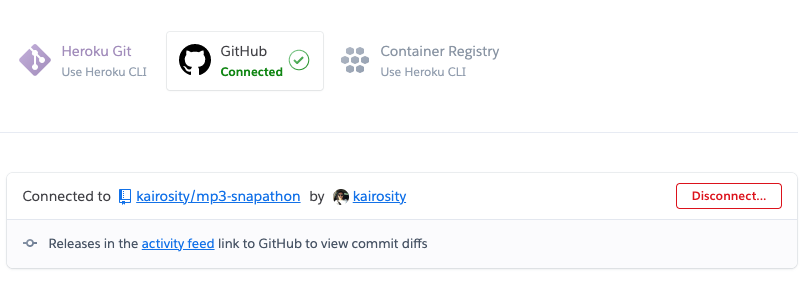 Heroku Git
Use Heroku CLI
GitHub
Connected
Container Registry
Use Heroku CLI
Connected to kairosity/mp3-snapathon by kairosity
Disconnect...
Releases in the activity feed link to GitHub to view commit diffs